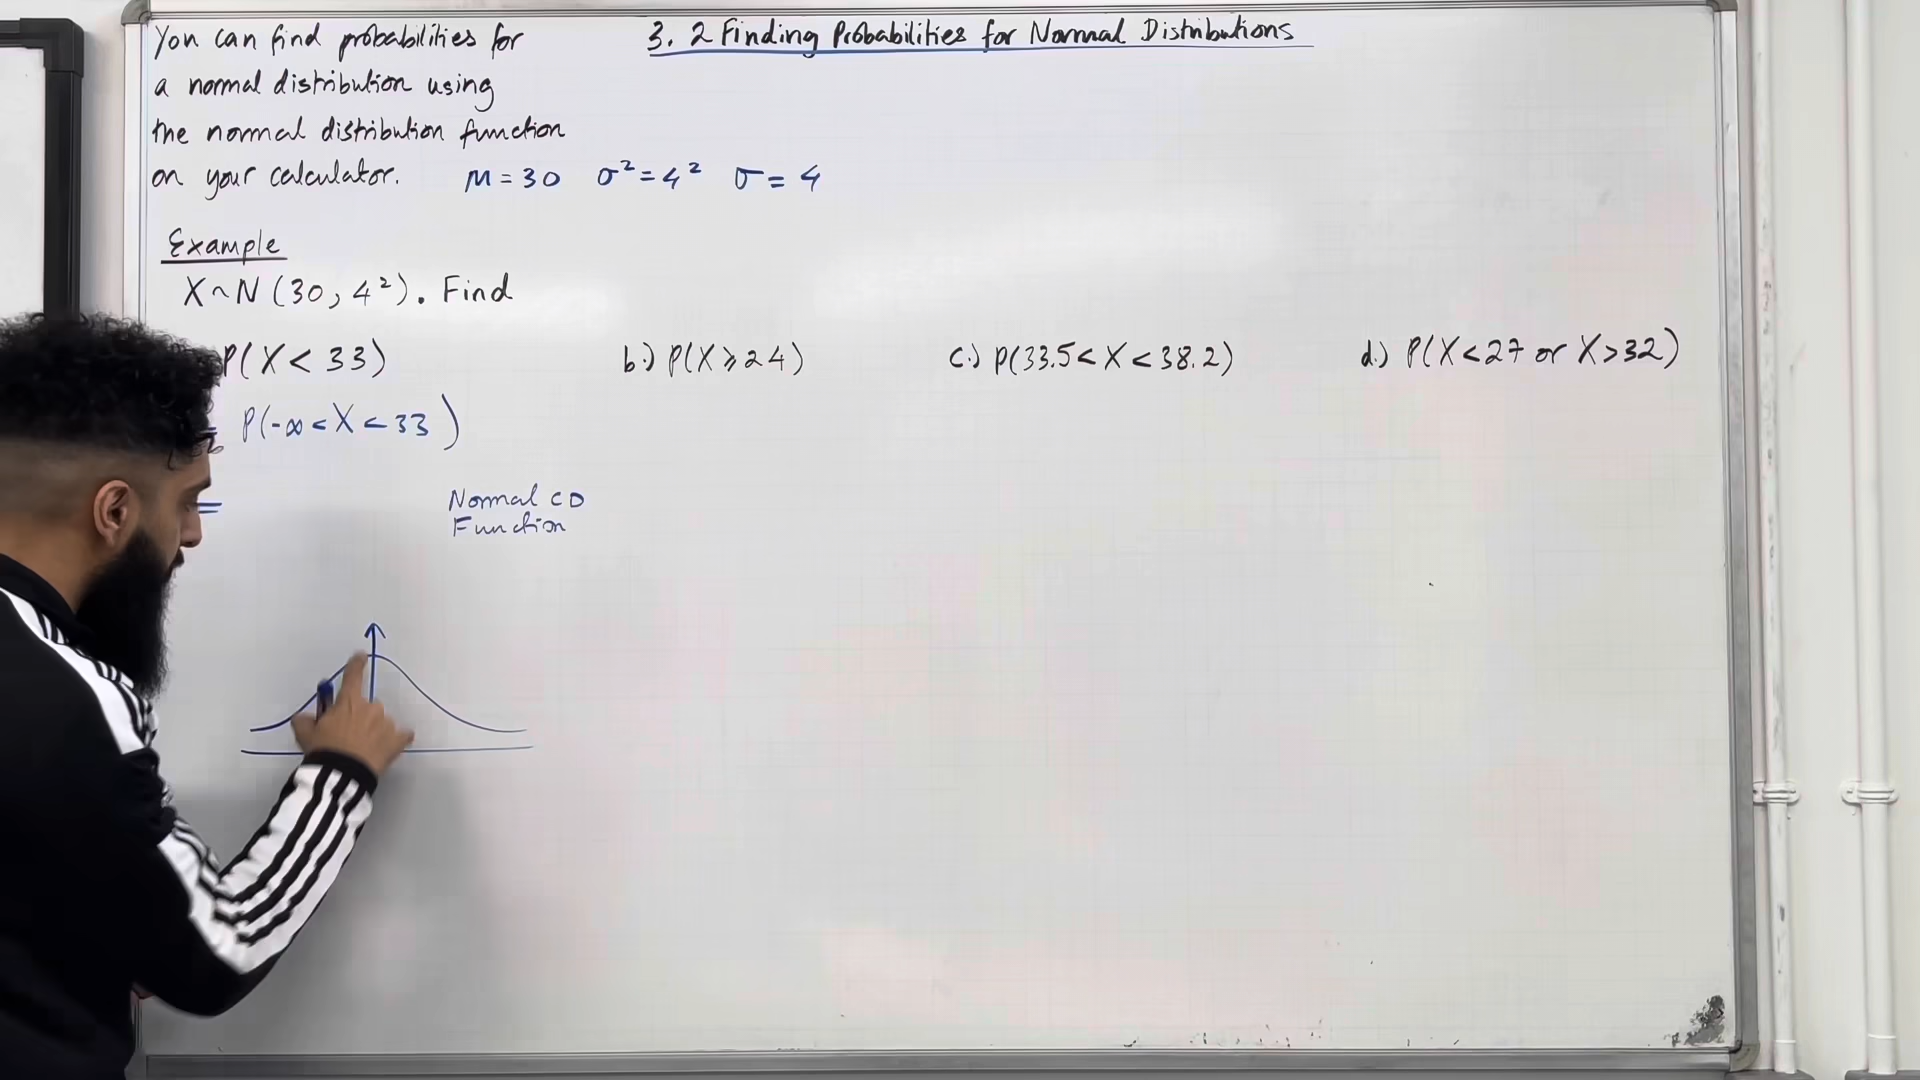 3.2 Finding Probabilities for Normal Distributions
You can find probabilities for
a normal distribution using
the normal distribution function
on your calculator.
μ = 30 σ² = 4² σ = 4
Example
X~N(30, 4²). Find
P(X < 33)
b.) P(X ⩾ 24)
c.) P(33.5 < X < 38.2)
d.) P(X < 27 or X > 32)
= P(-∞ < X < 33)
=
Normal CD
Function